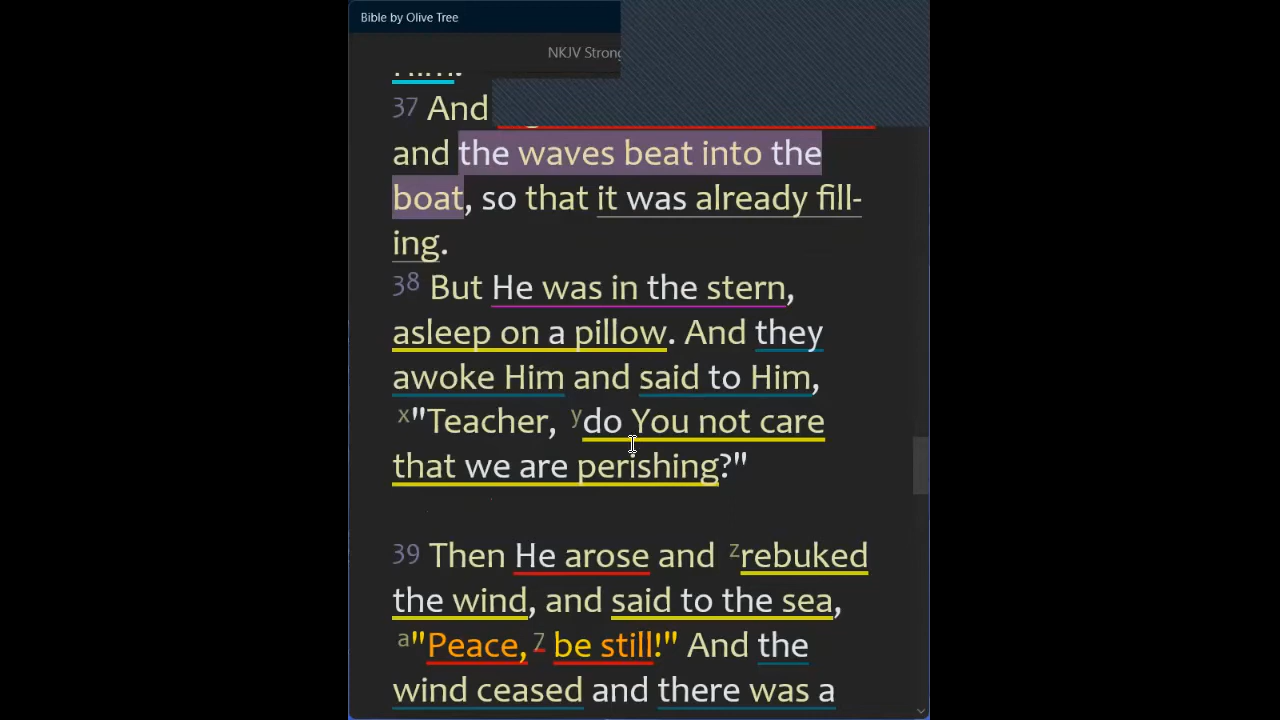 Bible by Olive Tree
NKJV Strong
Him.
37 And
and the waves beat into the
boat, so that it was already fill-
ing.
38 But He was in the stern,
asleep on a pillow. And they
awoke Him and said to Him,
x"Teacher, ydo You not care
that we are perishing?"
39 Then He arose and zrebuked
the wind, and said to the sea,
a"Peace, 7 be still!" And the
wind ceased and there was a